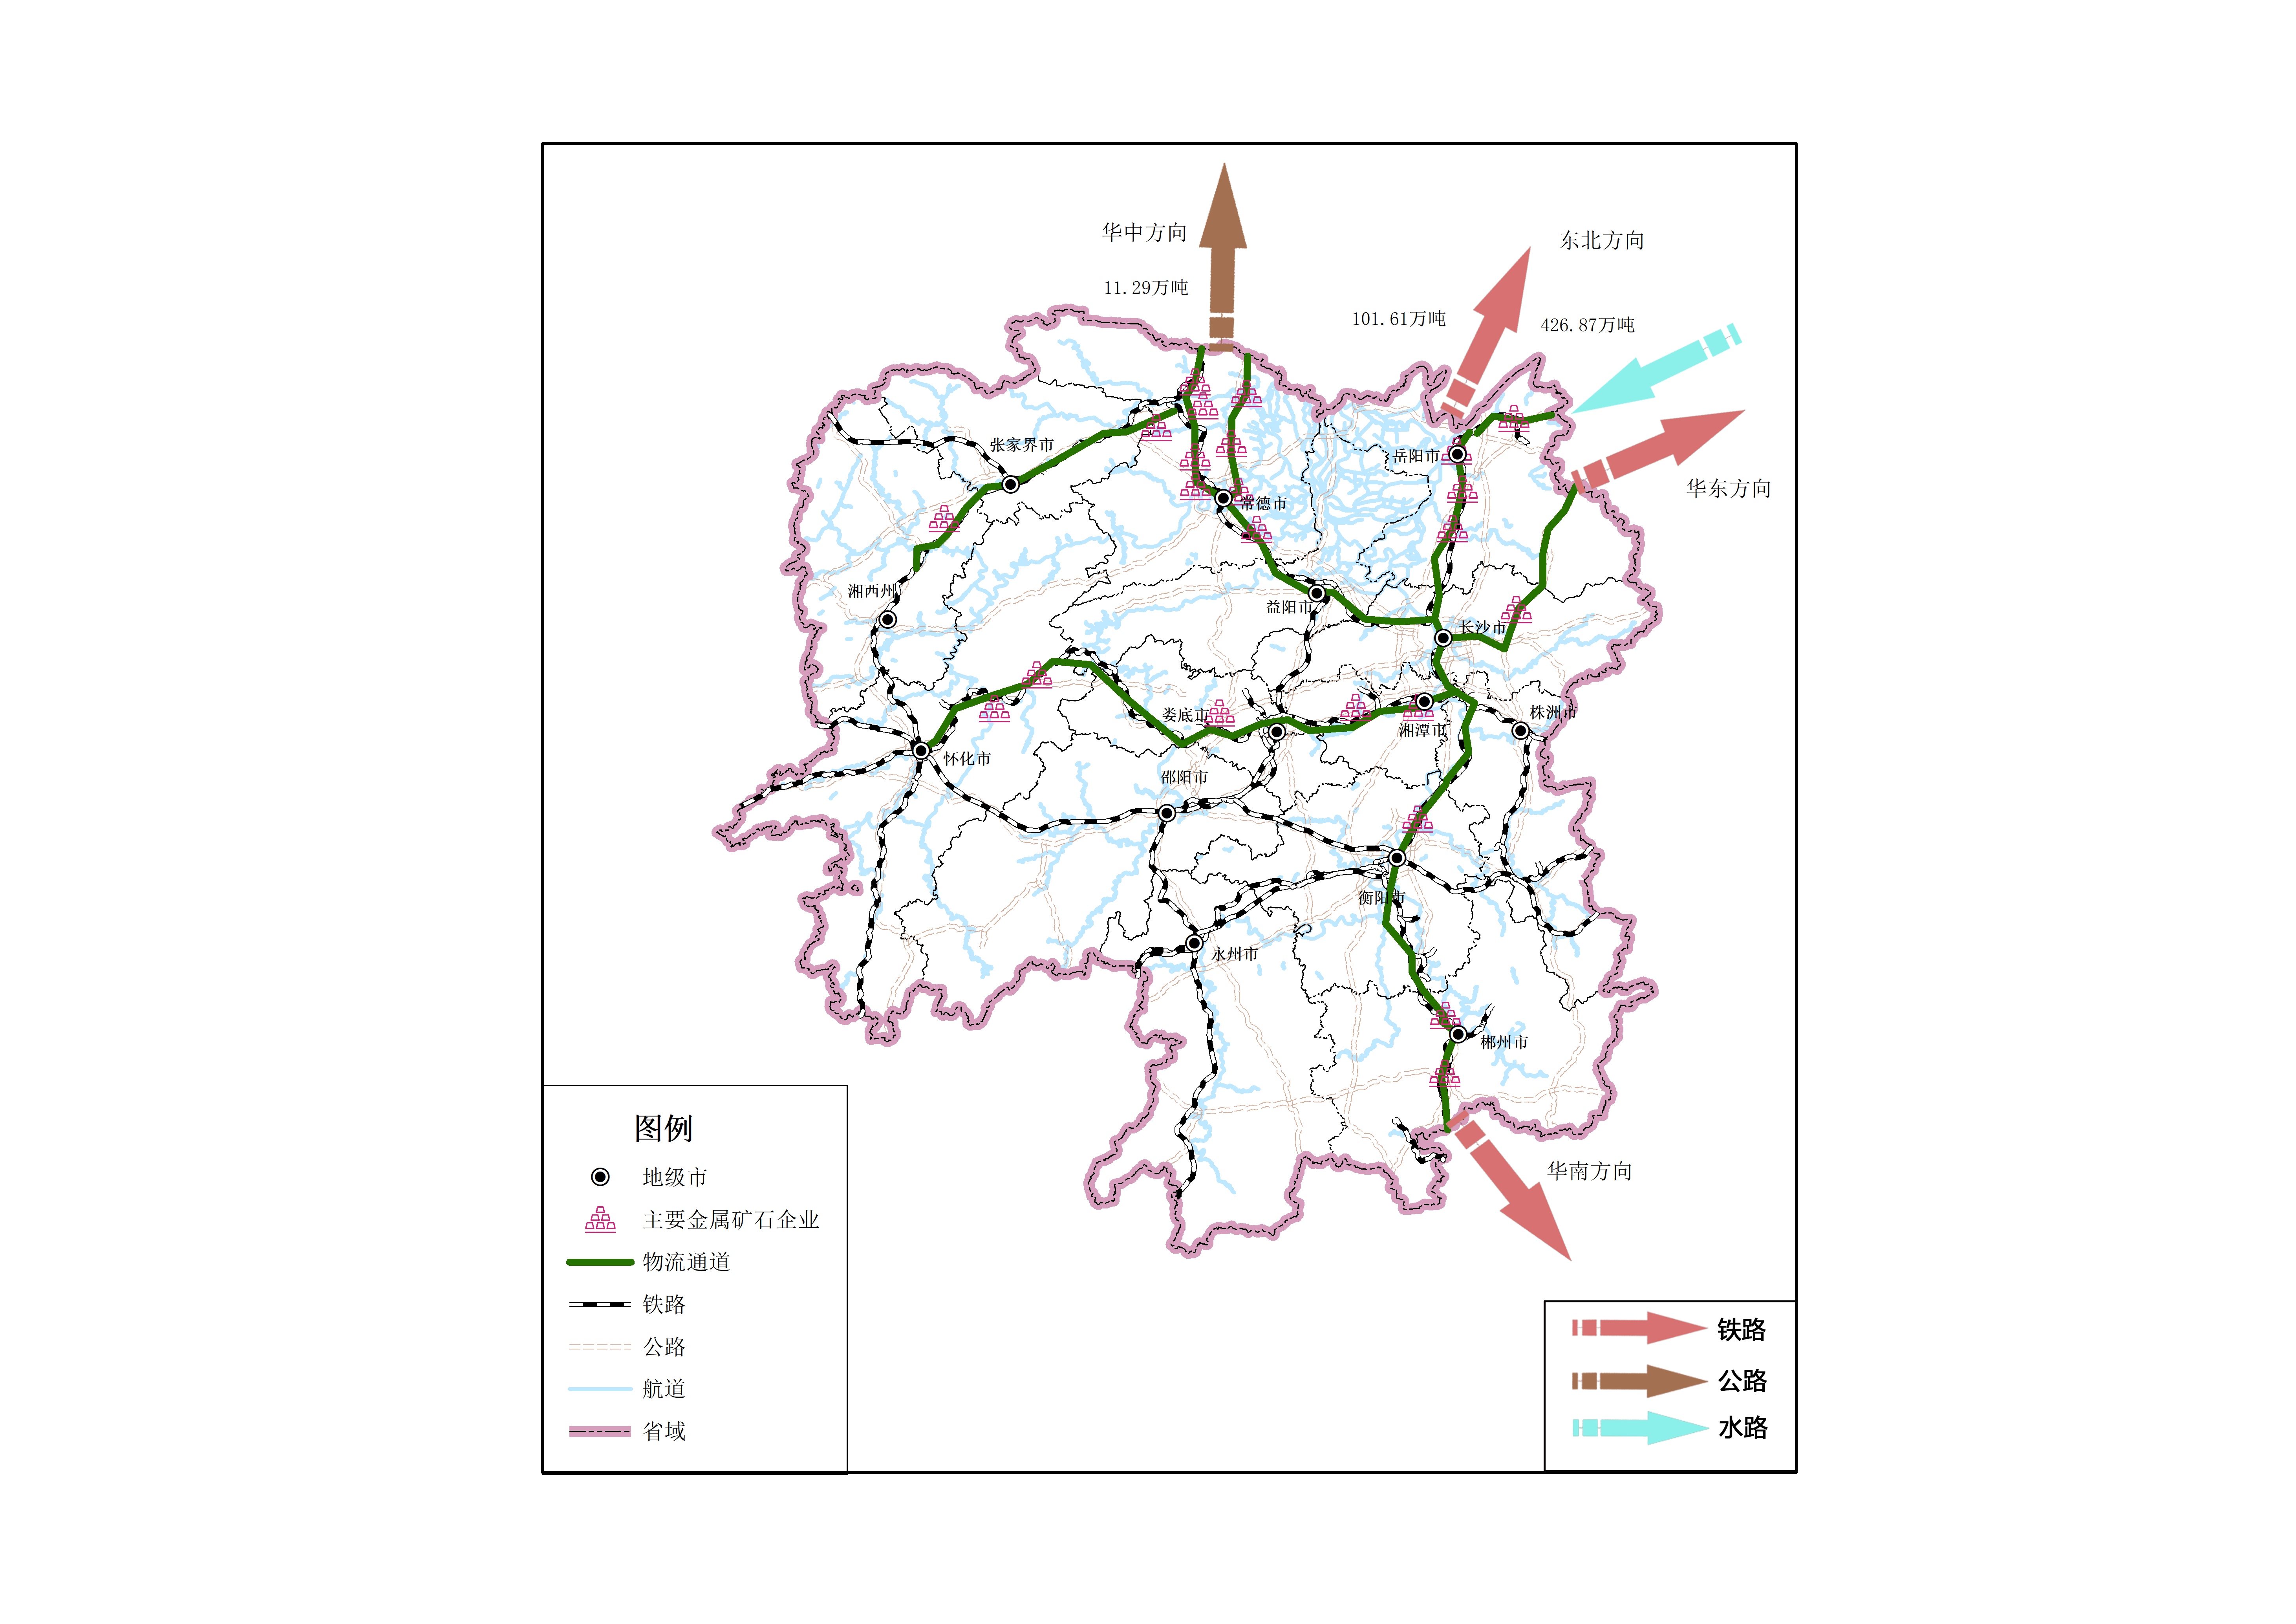 华中方向
东北方向
11.29万吨
101.61万吨
426.87万吨
张家界市
岳阳市
华东方向
常德市
湘西州
益阳市
长沙市
娄底市
株洲市
湘潭市
怀化市
邵阳市
衡阳市
永州市
郴州市
华南方向
图例
地级市
主要金属矿石企业
物流通道
铁路
公路
航道
省域
铁路
公路
水路